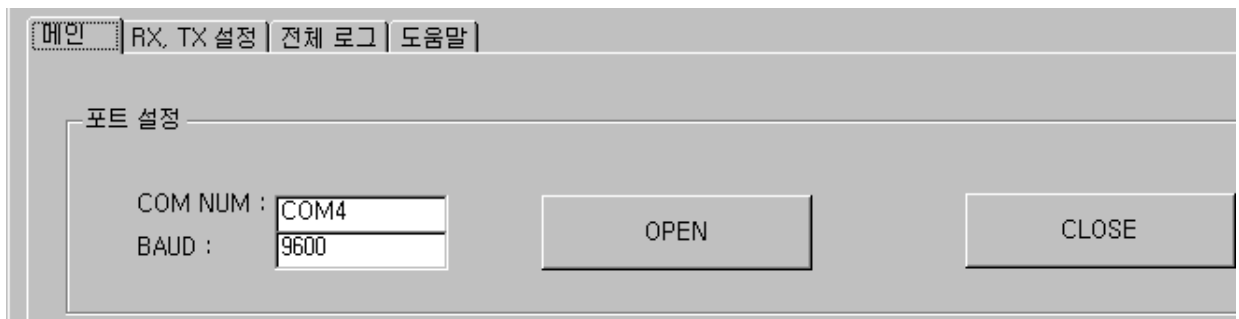 메인 RX, TX 설정 전체 로그 도움말
포트 설정
COM NUM : COM4 OPEN CLOSE
BAUD : 9600